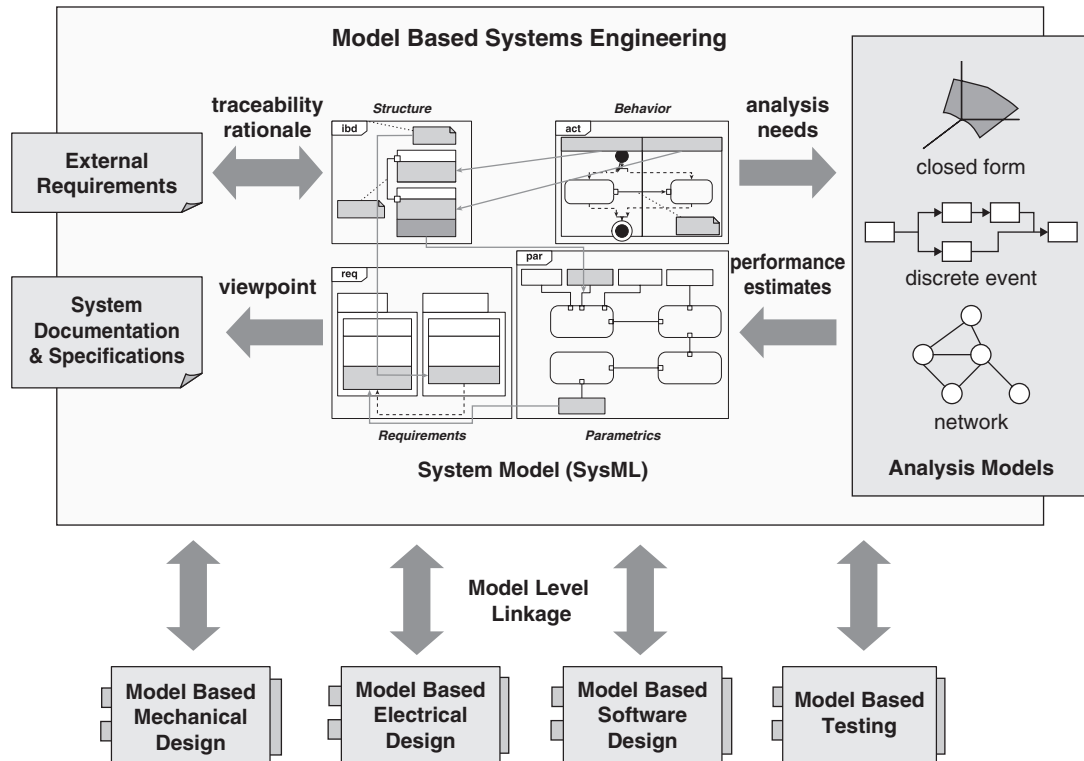 Model Based Systems Engineering
traceability
rationale
Structure
Behavior
analysis
needs
ibd
act
External
Requirements
closed form
par
req
viewpoint
performance
estimates
discrete event
System
Documentation
& Specifications
network
Requirements
Parametrics
System Model (SysML)
Analysis Models
Model Level
Linkage
Model Based
Mechanical
Design
Model Based
Electrical
Design
Model Based
Software
Design
Model Based
Testing